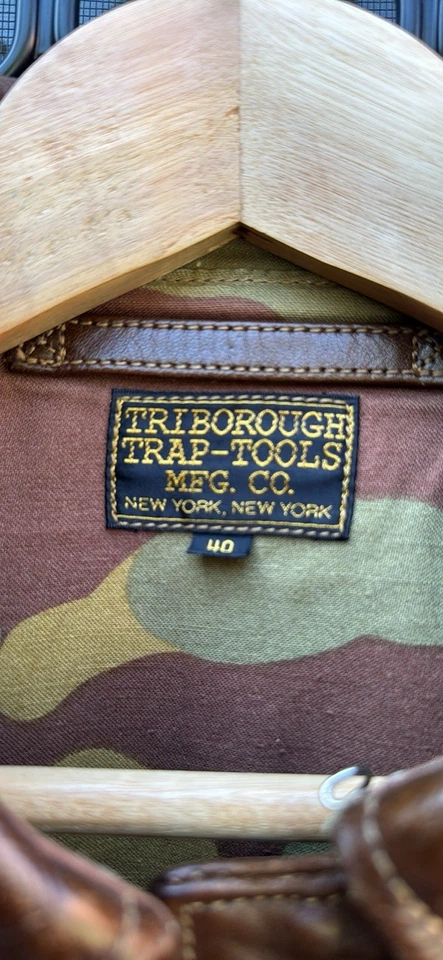 TRIBOROUGH
TRAP-TOOLS
MFG. CO.
NEW YORK, NEW YORK
40